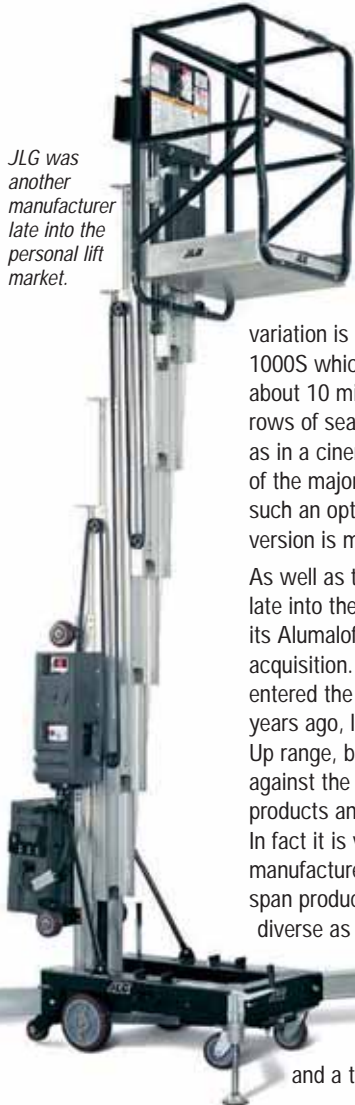 JLG was
another
manufacturer
late into the
personal lift
market.
JLG
variation is
1000S which
about 10 mi
rows of sea
as in a cinem
of the major
such an opt
version is m
As well as t
late into the
its Alumalof
acquisition.
entered the
years ago, l
Up range, b
against the
products an
In fact it is v
manufacture
span produc
diverse as
JLG
and a t